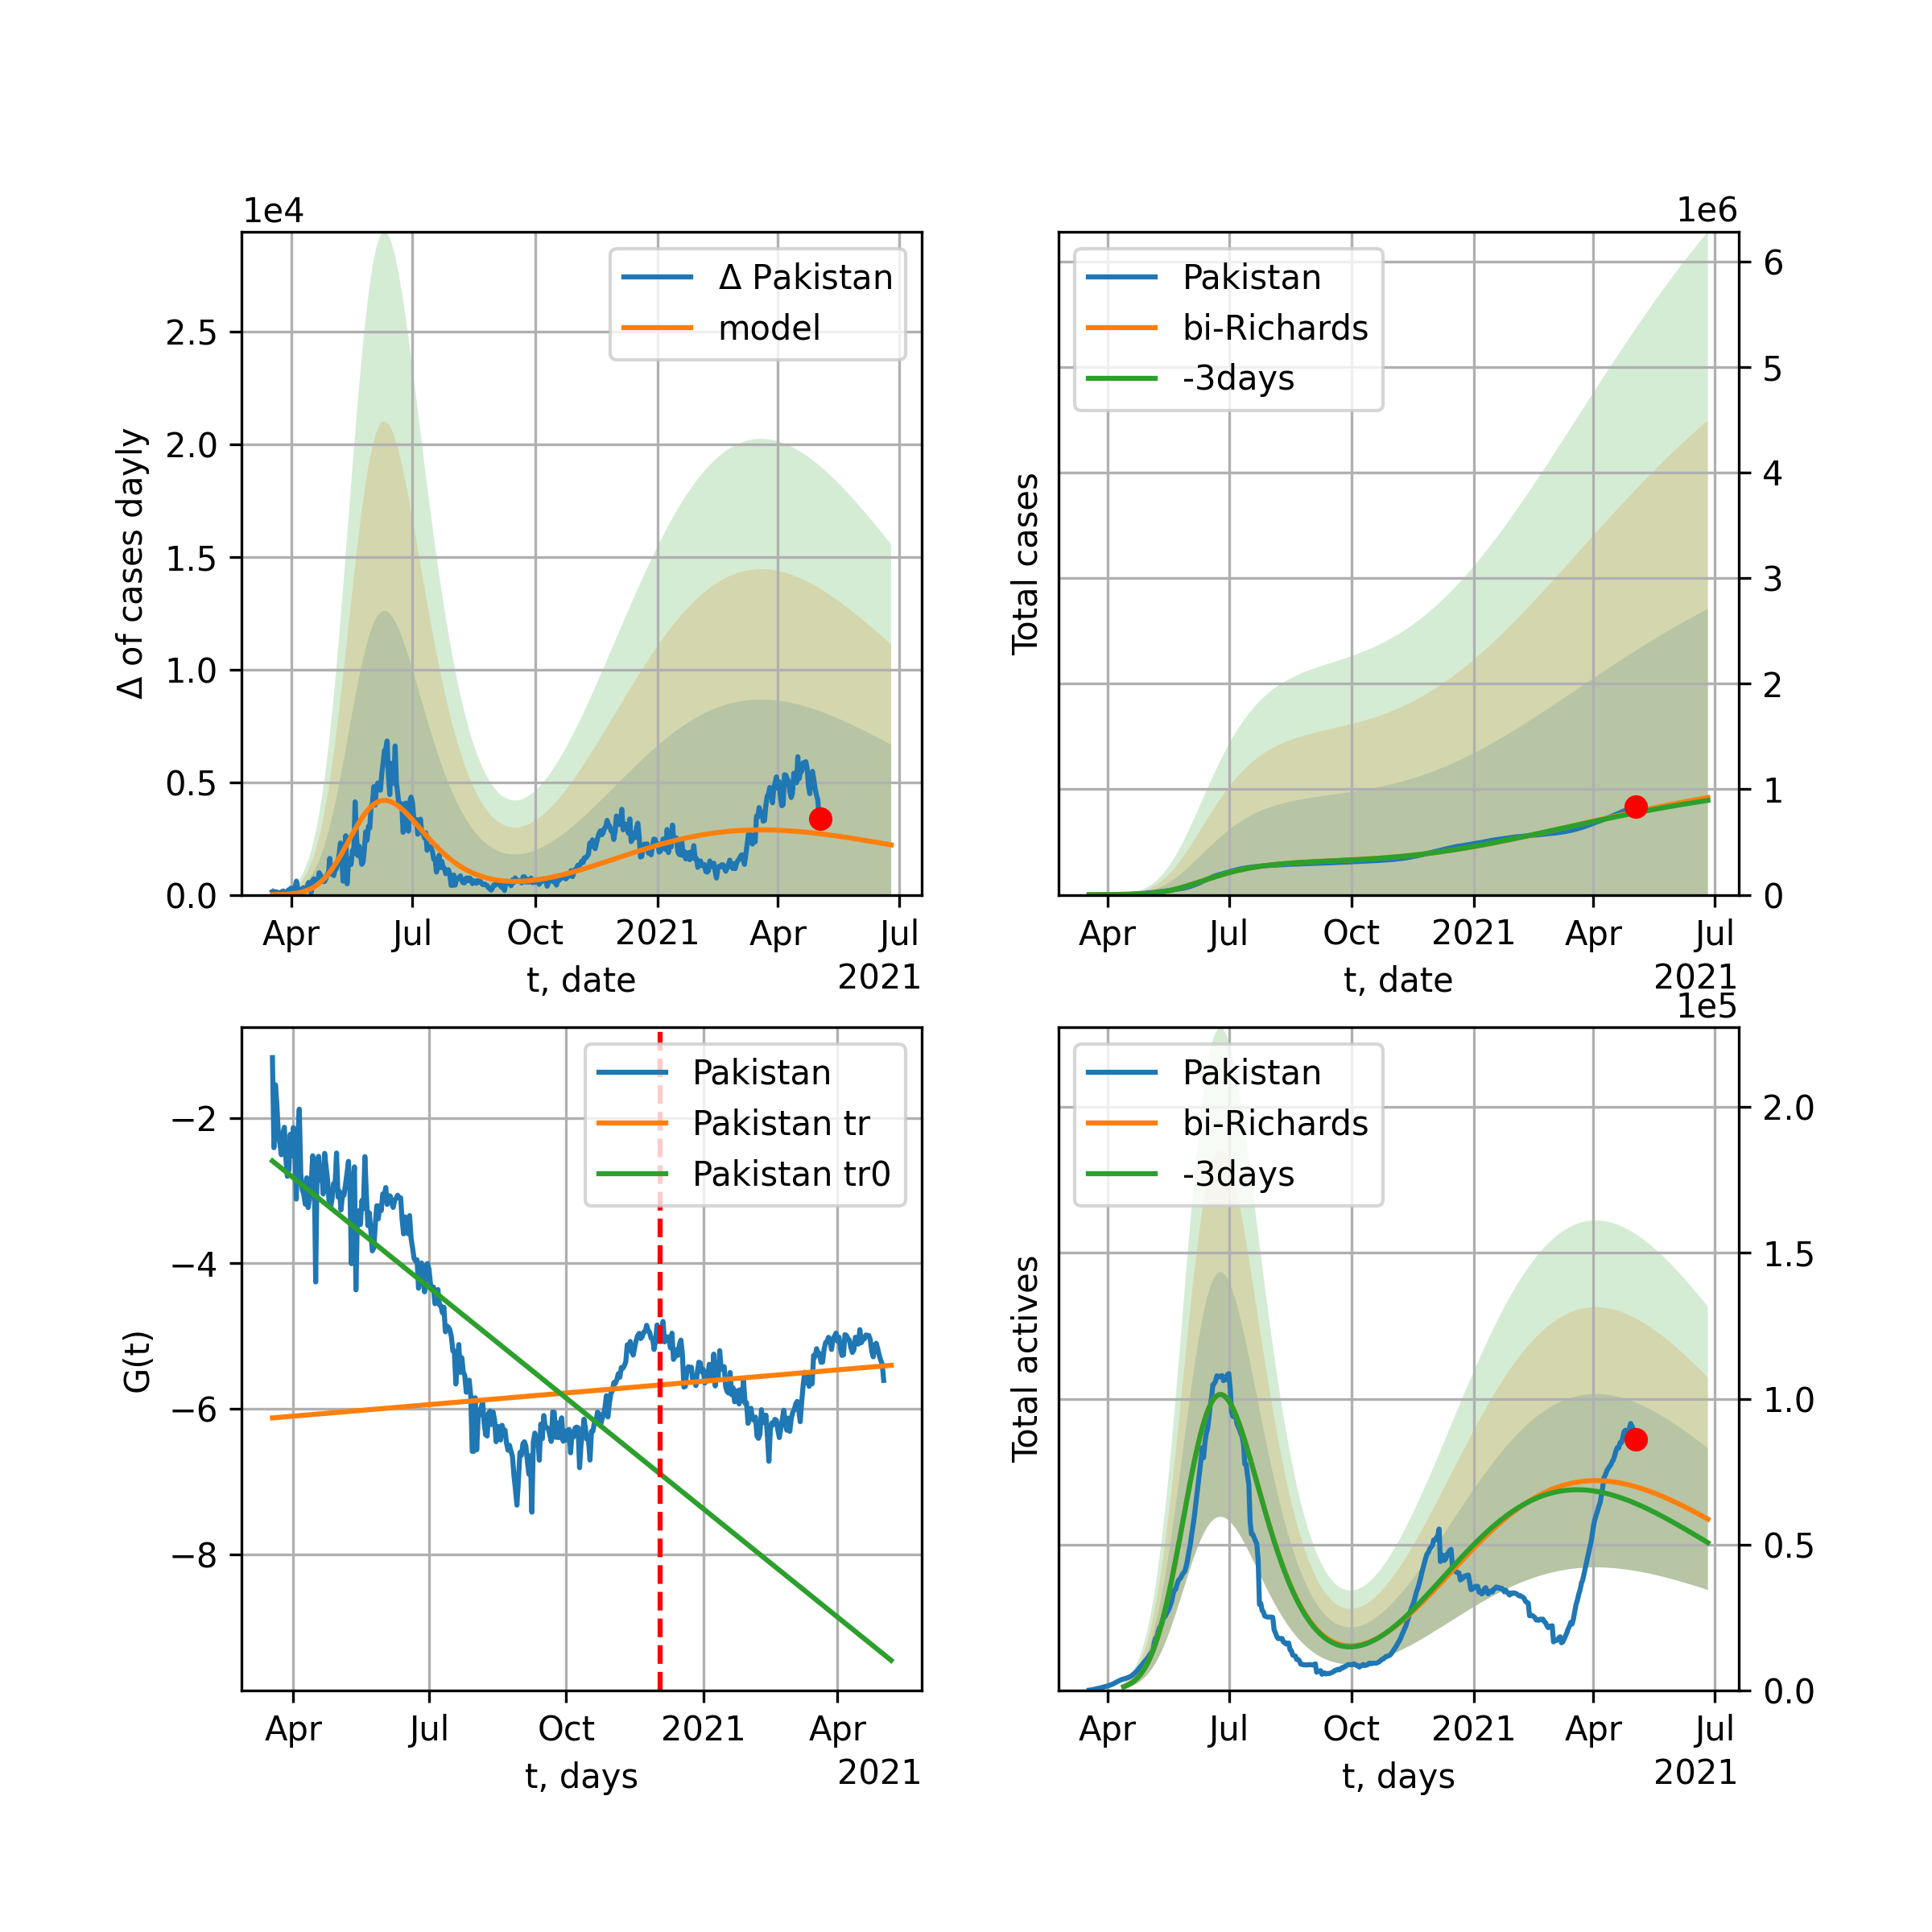 1e4
Δ of cases dayly
2.5
2.0
1.5
1.0
0.5
0.0
Δ Pakistan
model
Apr
Jul
Oct
2021
Apr
Jul
t, date
2021
1e6
Total cases
Pakistan
bi-Richards
-3days
6
5
4
3
2
1
0
Apr
Jul
Oct
2021
Apr
Jul
t, date
2021
G(t)
−2
−4
−6
−8
Pakistan
Pakistan tr
Pakistan tr0
Apr
Jul
Oct
2021
Apr
t, days
2021
1e5
Total actives
Pakistan
bi-Richards
-3days
2.0
1.5
1.0
0.5
0.0
Apr
Jul
Oct
2021
Apr
Jul
t, days
2021